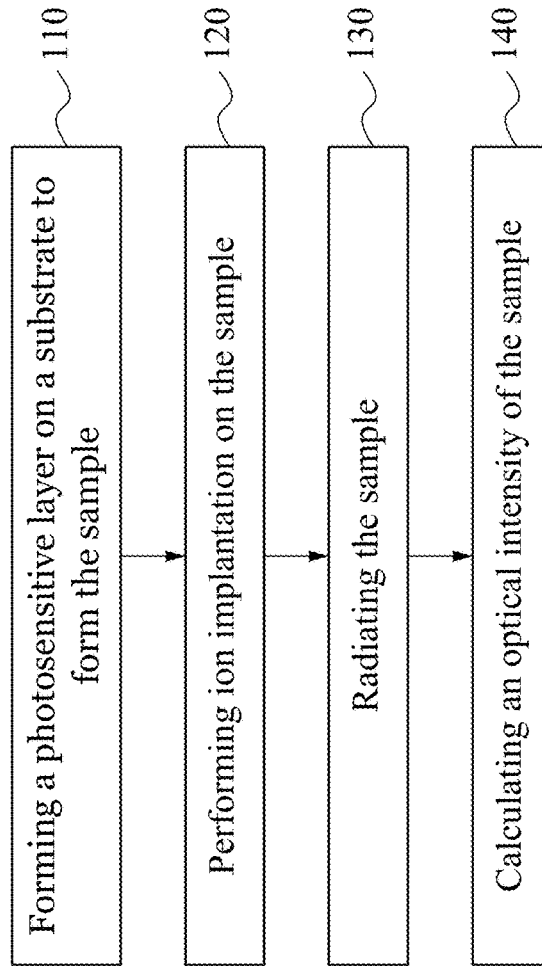 Forming a photosensitive layer on a substrate to
form the sample
110
Performing ion implantation on the sample
120
Radiating the sample
130
Calculating an optical intensity of the sample
140